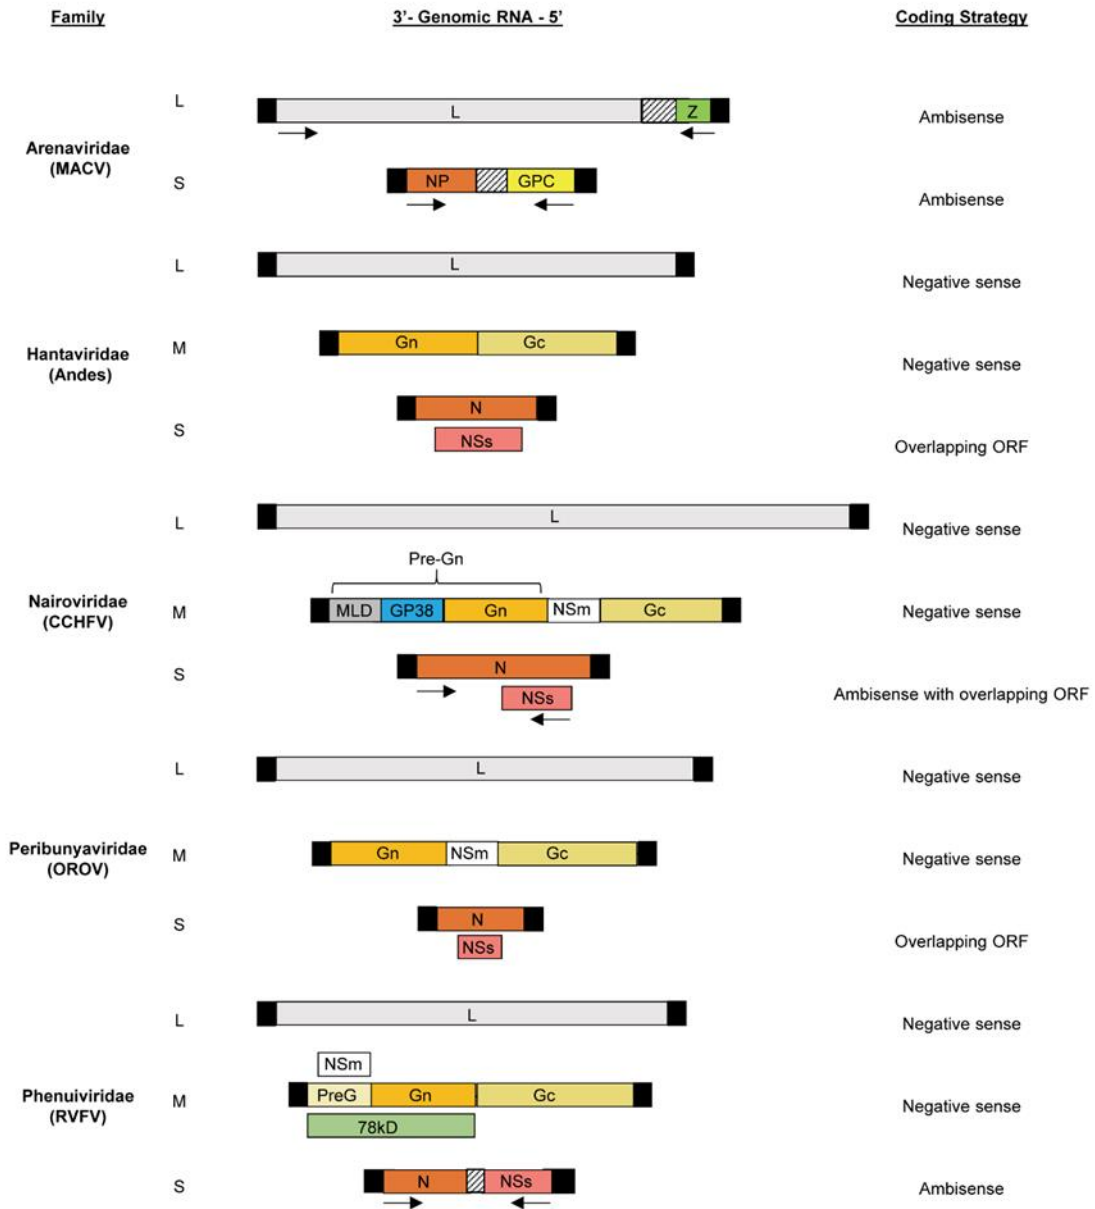 Family
3'- Genomic RNA - 5'
Coding Strategy
L
L
Z
Ambisense
Arenaviridae
(MACV)
S
NP
GPC
Ambisense
L
L
Negative sense
Hantaviridae
(Andes)
M
Gn
Gc
Negative sense
S
N
NSs
Overlapping ORF
L
L
Negative sense
Pre-Gn
Nairoviridae
(CCHFV)
M
MLD
GP38
Gn
NSm
Gc
Negative sense
S
N
NSs
Ambisense with overlapping ORF
L
L
Negative sense
Peribunyaviridae
(OROV)
M
Gn
NSm
Gc
Negative sense
S
N
NSs
Overlapping ORF
L
L
Negative sense
NSm
Phenuiviridae
(RVFV)
M
PreG
Gn
Gc
Negative sense
78kD
S
N
NSs
Ambisense